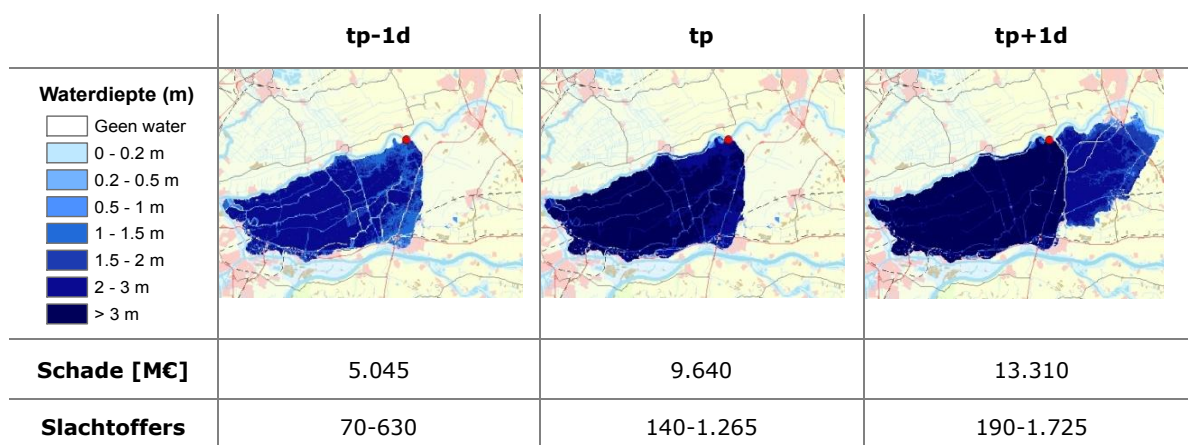 tp-1d tp tp+1d
Waterdiepte (m)
Geen water
0 - 0.2 m
0.2 - 0.5 m
0.5 - 1 m
1 - 1.5 m
1.5 - 2 m
2 - 3 m
> 3 m
Schade [M€] 5.045 9.640 13.310
Slachtoffers 70-630 140-1.265 190-1.725